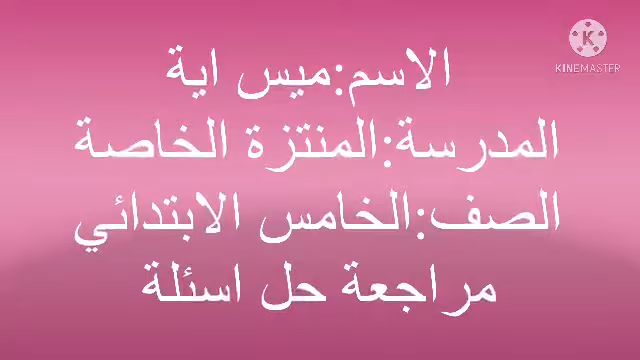 الاسم:ميس اية
المدرسة:المنتزة الخاصة
الصف:الخامس الابتدائي
مراجعة حل اسئلة
KINEMASTER